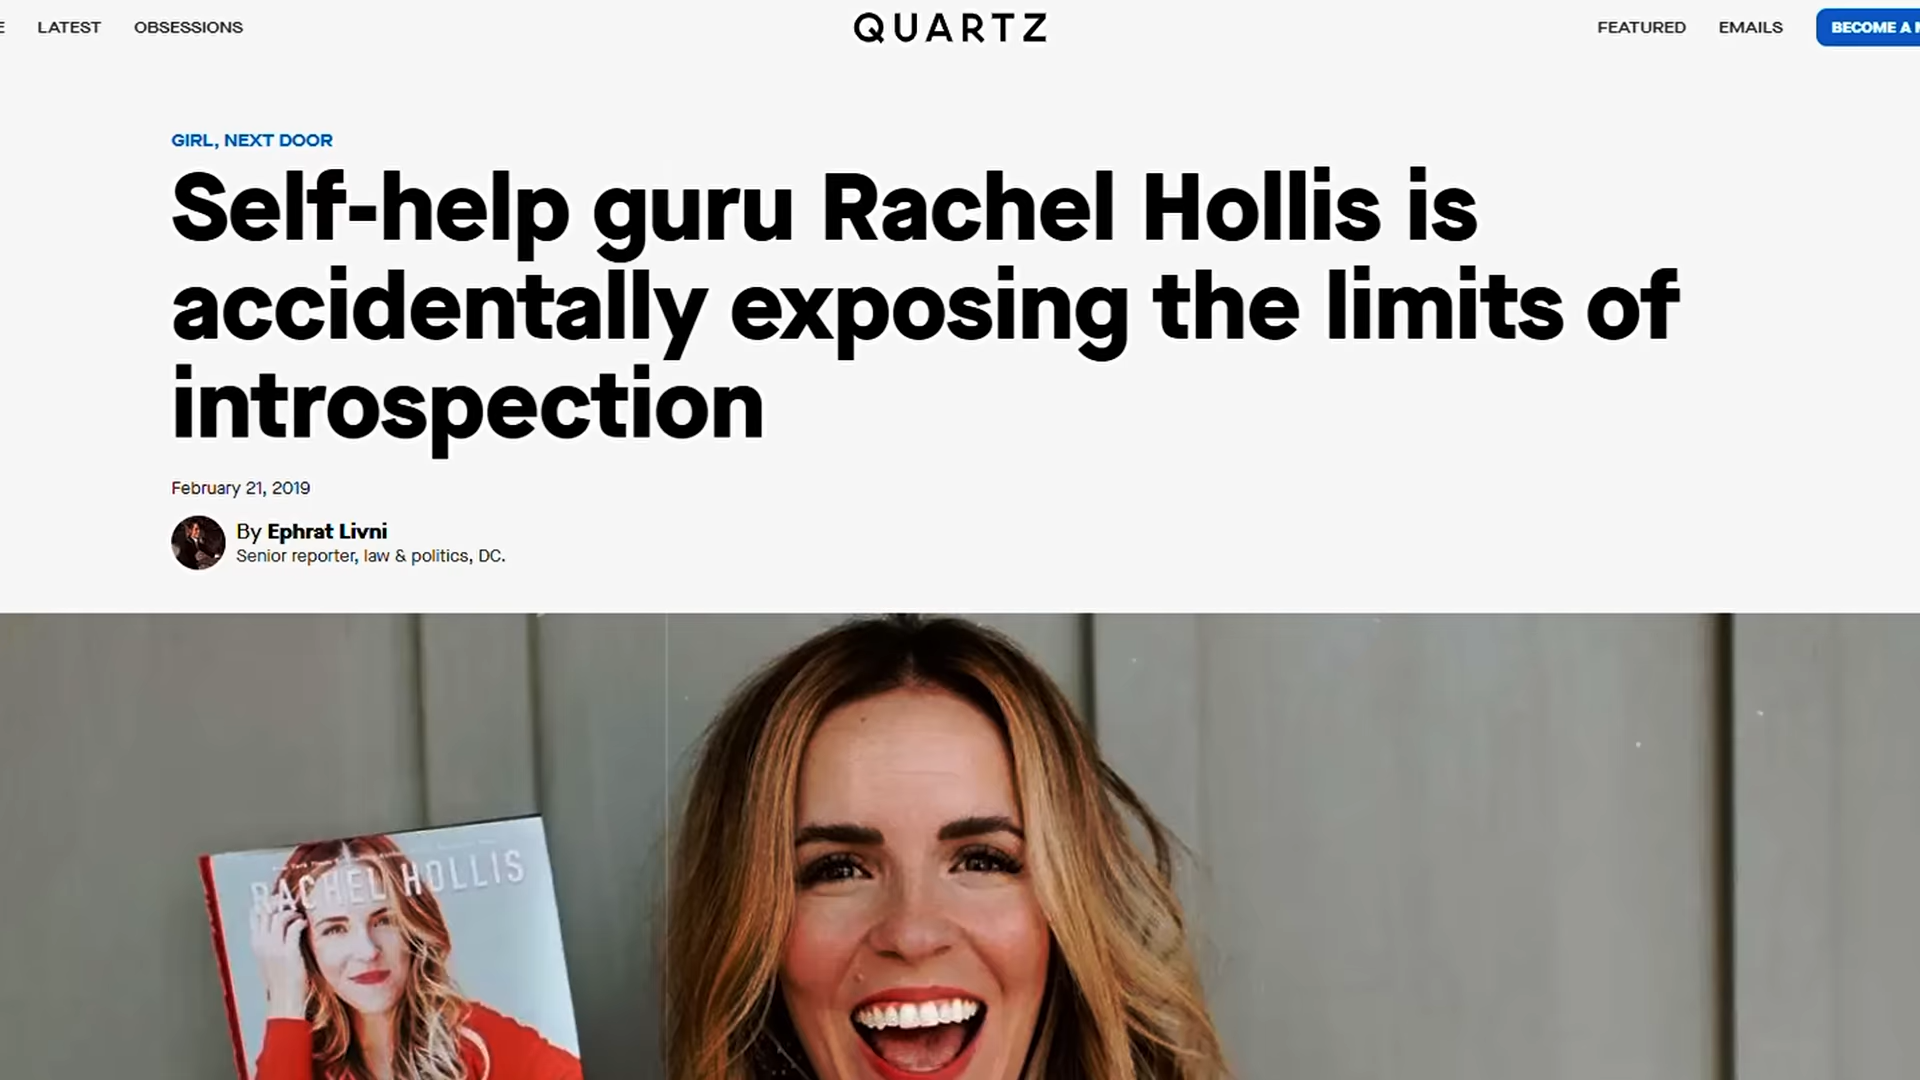 LATEST OBSESSIONS QUARTZ FEATURED EMAILS BECOME A
GIRL, NEXT DOOR
Self-help guru Rachel Hollis is
accidentally exposing the limits of
introspection
February 21, 2019
By Ephrat Livni
Senior reporter, law & politics, DC.
RACHEL HOLLIS